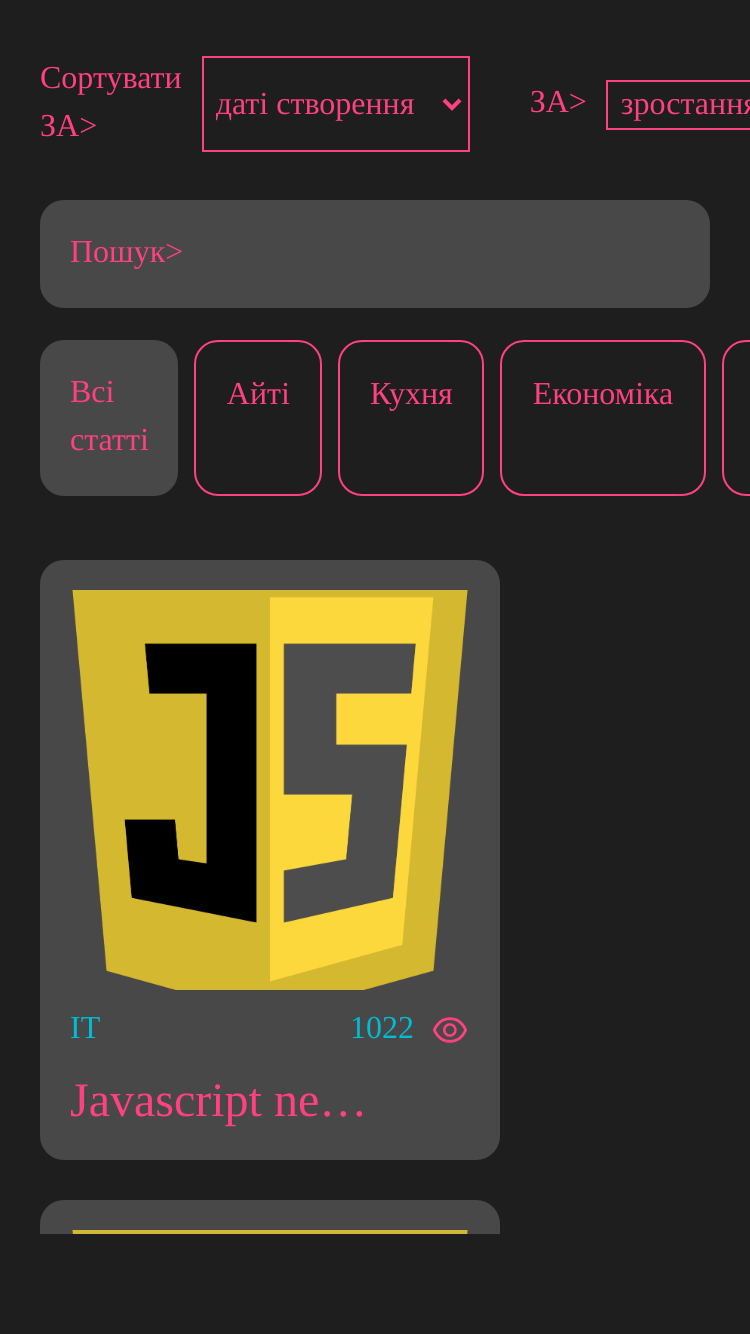 Сортувати
ЗА>
даті створення
ЗА>
зростання
Пошук>
Всі
статті
Айті
Кухня
Економіка
JS
IT
1022
Javascript ne…